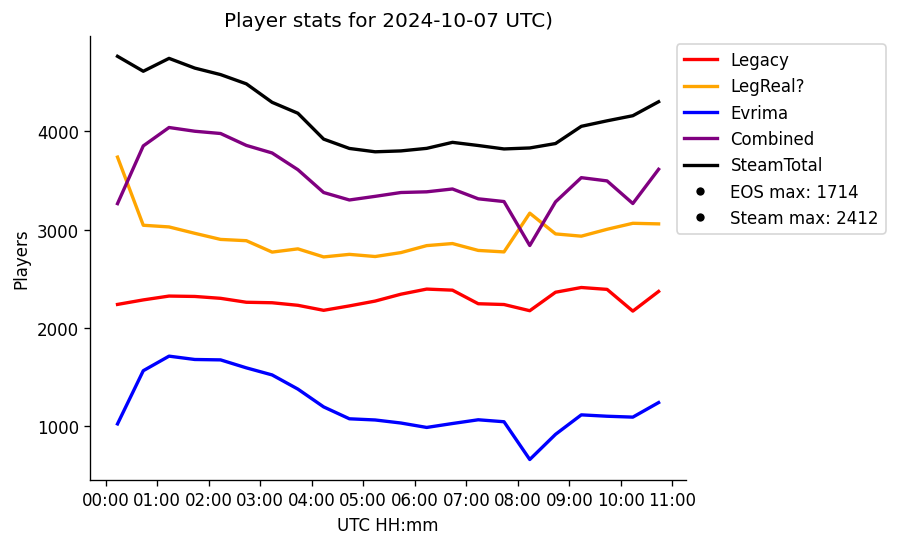 Player stats for 2024-10-07 UTC)
Legacy
LegReal?
Evrima
Combined
SteamTotal
EOS max: 1714
Steam max: 2412
Players
4000
3000
2000
1000
00:00 01:00 02:00 03:00 04:00 05:00 06:00 07:00 08:00 09:00 10:00 11:00
UTC HH:mm